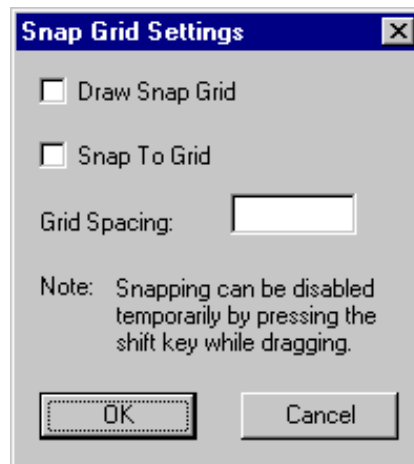 Snap Grid Settings
Draw Snap Grid
Snap To Grid
Grid Spacing:
Note: Snapping can be disabled
temporarily by pressing the
shift key while dragging.
OK Cancel